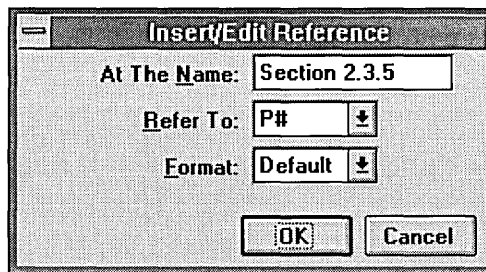 Insert/Edit Reference
At The Name: Section 2.3.5
Refer To: P#
Format: Default
OK Cancel